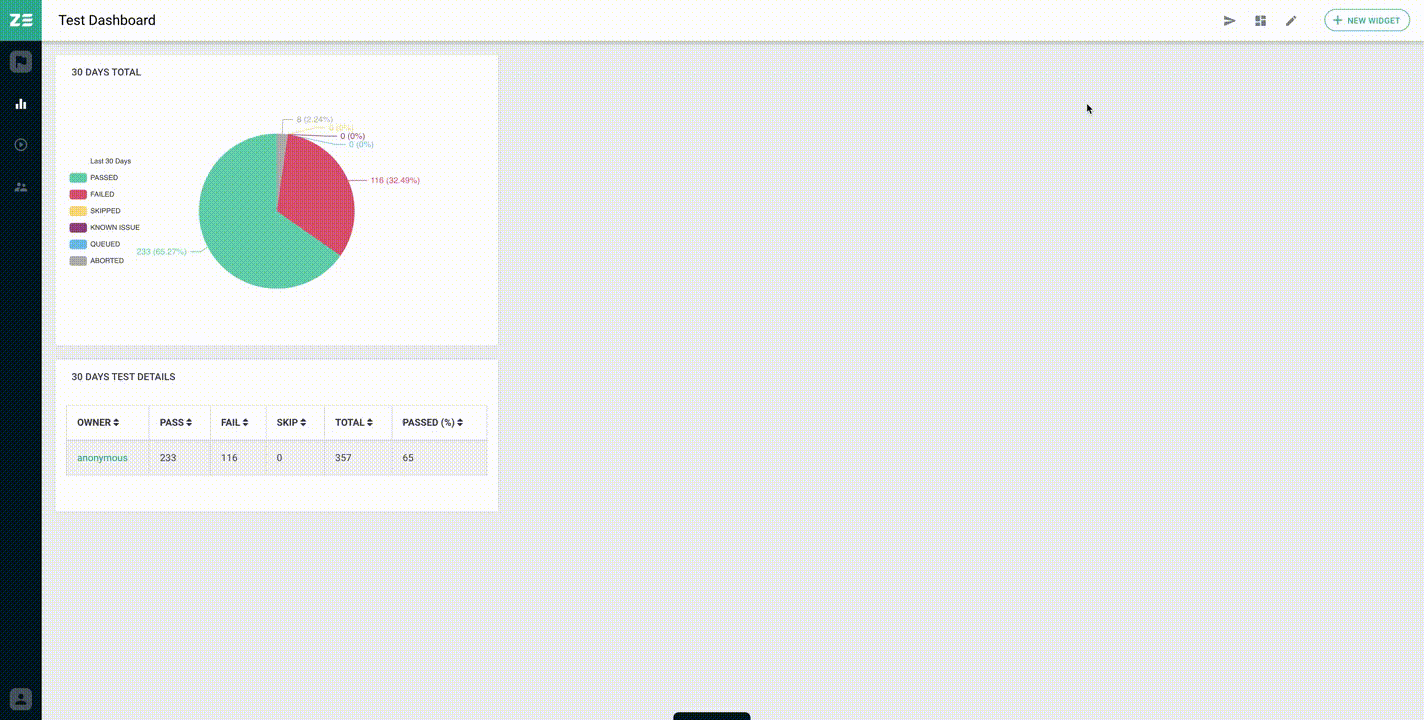 ZE
Test Dashboard
NEW WIDGET
30 DAYS TOTAL
8 (2.24%)
0 (0%)
0 (0%)
0 (0%)
116 (32.49%)
233 (65.27%)
Last 30 Days
PASSED
FAILED
SKIPPED
KNOWN ISSUE
QUEUED
ABORTED
30 DAYS TEST DETAILS
OWNER PASS FAIL SKIP TOTAL PASSED (%)
anonymous 233 116 0 357 65